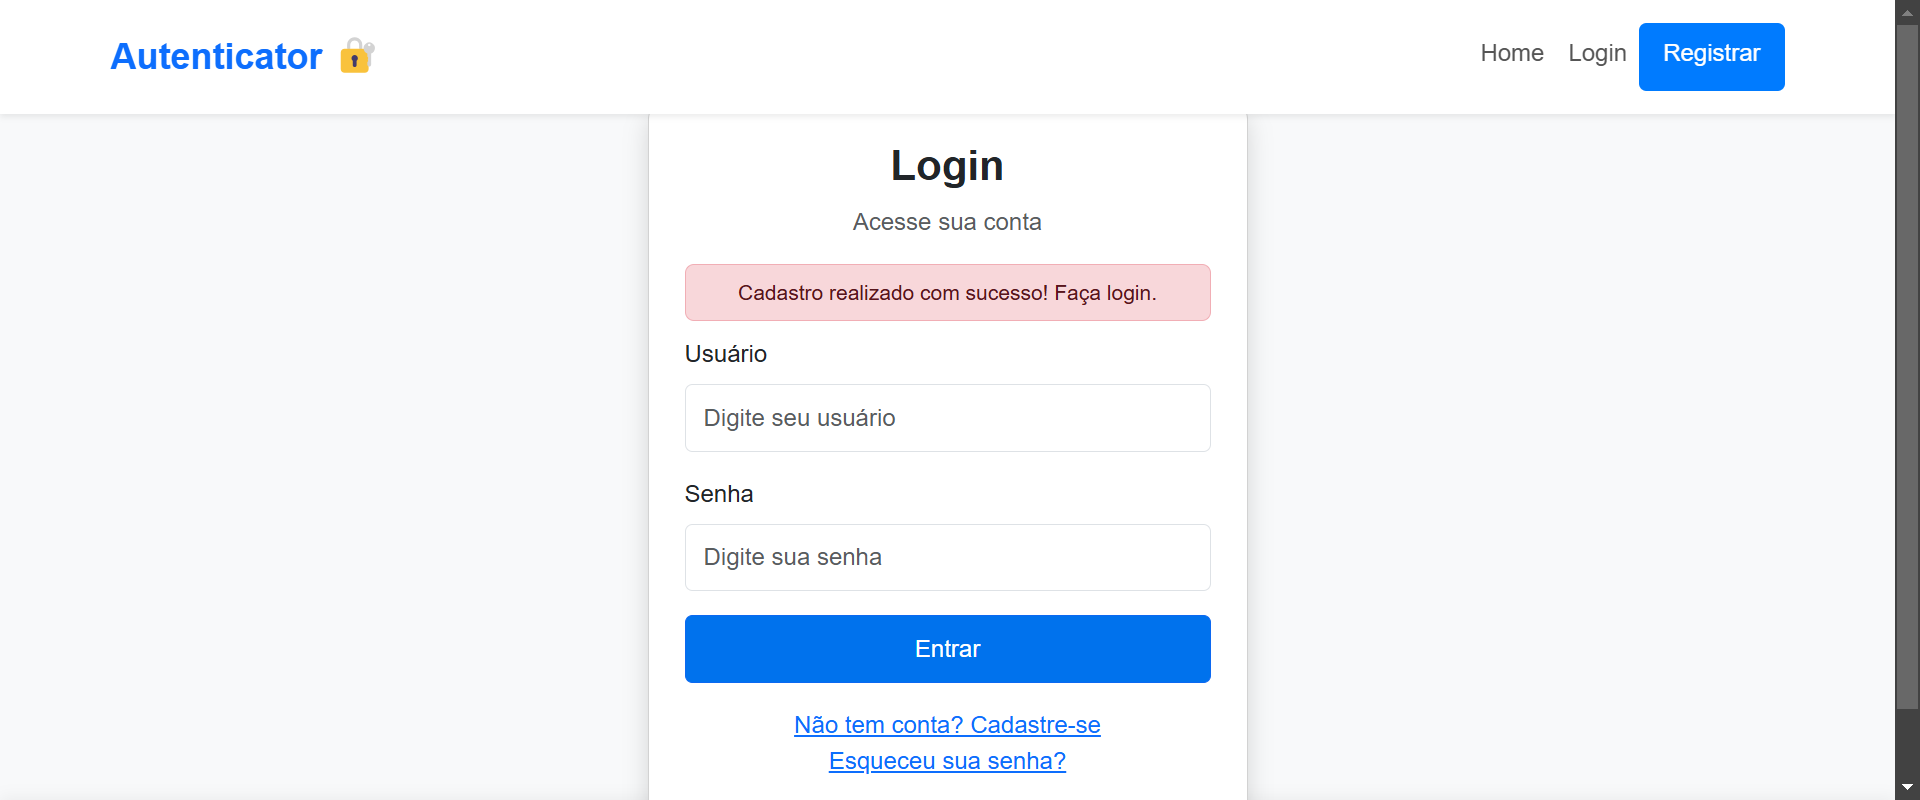 Autenticator
Home Login Registrar
Login
Acesse sua conta
Cadastro realizado com sucesso! Faça login.
Usuário
Digite seu usuário
Senha
Digite sua senha
Entrar
Não tem conta? Cadastre-se
Esqueceu sua senha?